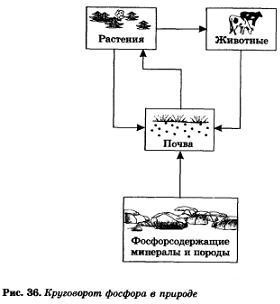 Растения
Животные
Почва
Фосфорсодержащие
минералы и породы
Рис. 36. Круговорот фосфора в природе